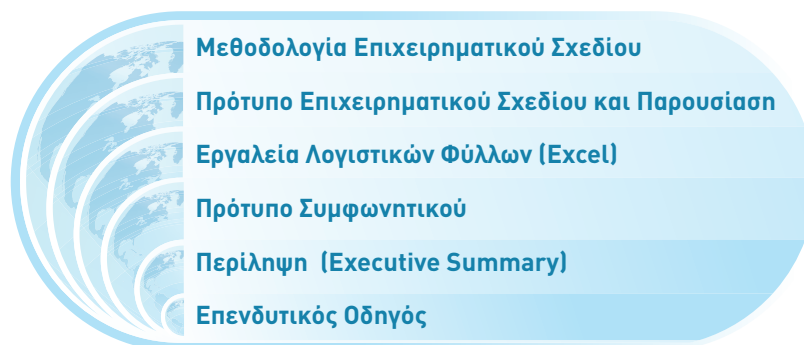 Μεθοδολογία Επιχειρηματικού Σχεδίου
Πρότυπο Επιχειρηματικού Σχεδίου και Παρουσίαση
Εργαλεία Λογιστικών Φύλλων (Excel)
Πρότυπο Συμφωνητικού
Περίληψη (Executive Summary)
Επενδυτικός Οδηγός